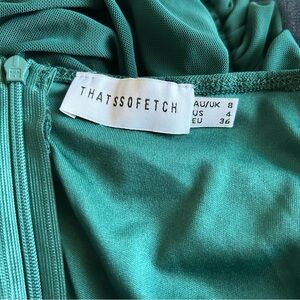 THATSSOFETCH
AU/UK 8
US 4
EU 36